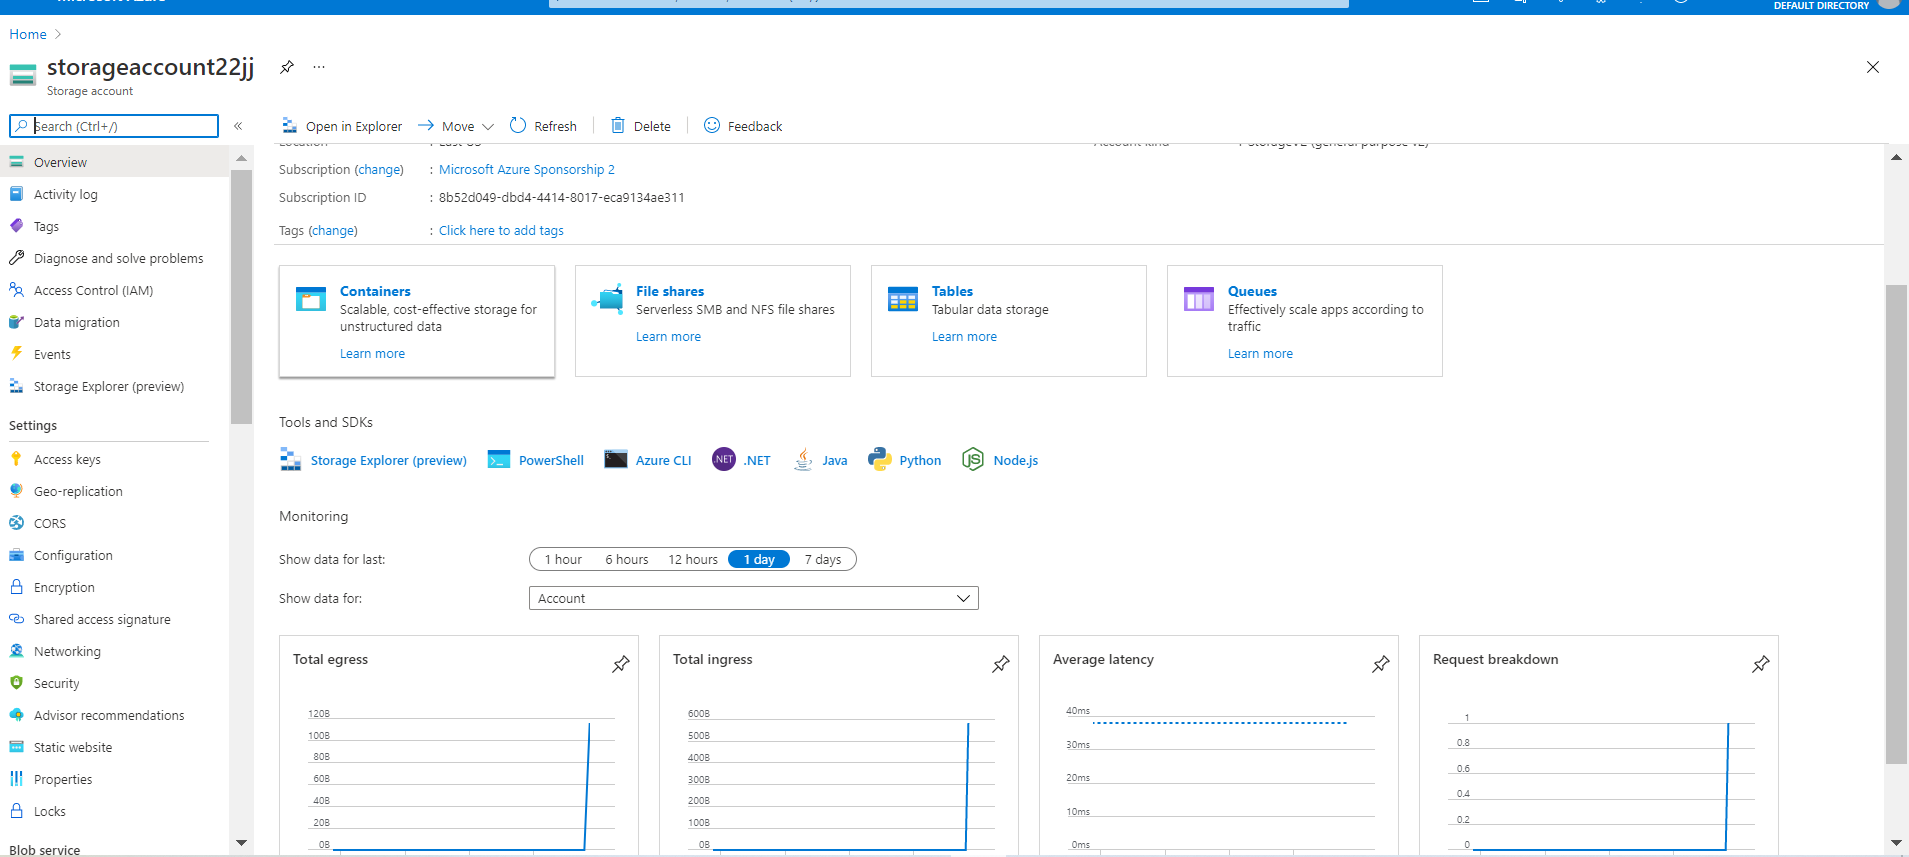 DEFAULT DIRECTORY
Home
storageaccount22jj
Storage account
Search (Ctrl+/)
Open in Explorer
Move
Refresh
Delete
Feedback
Overview
Activity log
Tags
Diagnose and solve problems
Access Control (IAM)
Data migration
Events
Storage Explorer (preview)
Settings
Access keys
Geo-replication
CORS
Configuration
Encryption
Shared access signature
Networking
Security
Advisor recommendations
Static website
Properties
Locks
Blob service
Subscription (change) : Microsoft Azure Sponsorship 2
Subscription ID : 8b52d049-dbd4-4414-8017-eca9134ae311
Tags (change) : Click here to add tags
Containers
Scalable, cost-effective storage for
unstructured data
Learn more
File shares
Serverless SMB and NFS file shares
Learn more
Tables
Tabular data storage
Learn more
Queues
Effectively scale apps according to
traffic
Learn more
Tools and SDKs
Storage Explorer (preview)
PowerShell
Azure CLI
NET .NET
Java
Python
JS Node.js
Monitoring
Show data for last:
1 hour 6 hours 12 hours 1 day 7 days
Show data for:
Account
Total egress
120B
100B
80B
60B
40B
20B
0B
Total ingress
600B
500B
400B
300B
200B
100B
0B
Average latency
40ms
30ms
20ms
10ms
0ms
Request breakdown
1
0.8
0.6
0.4
0.2
0